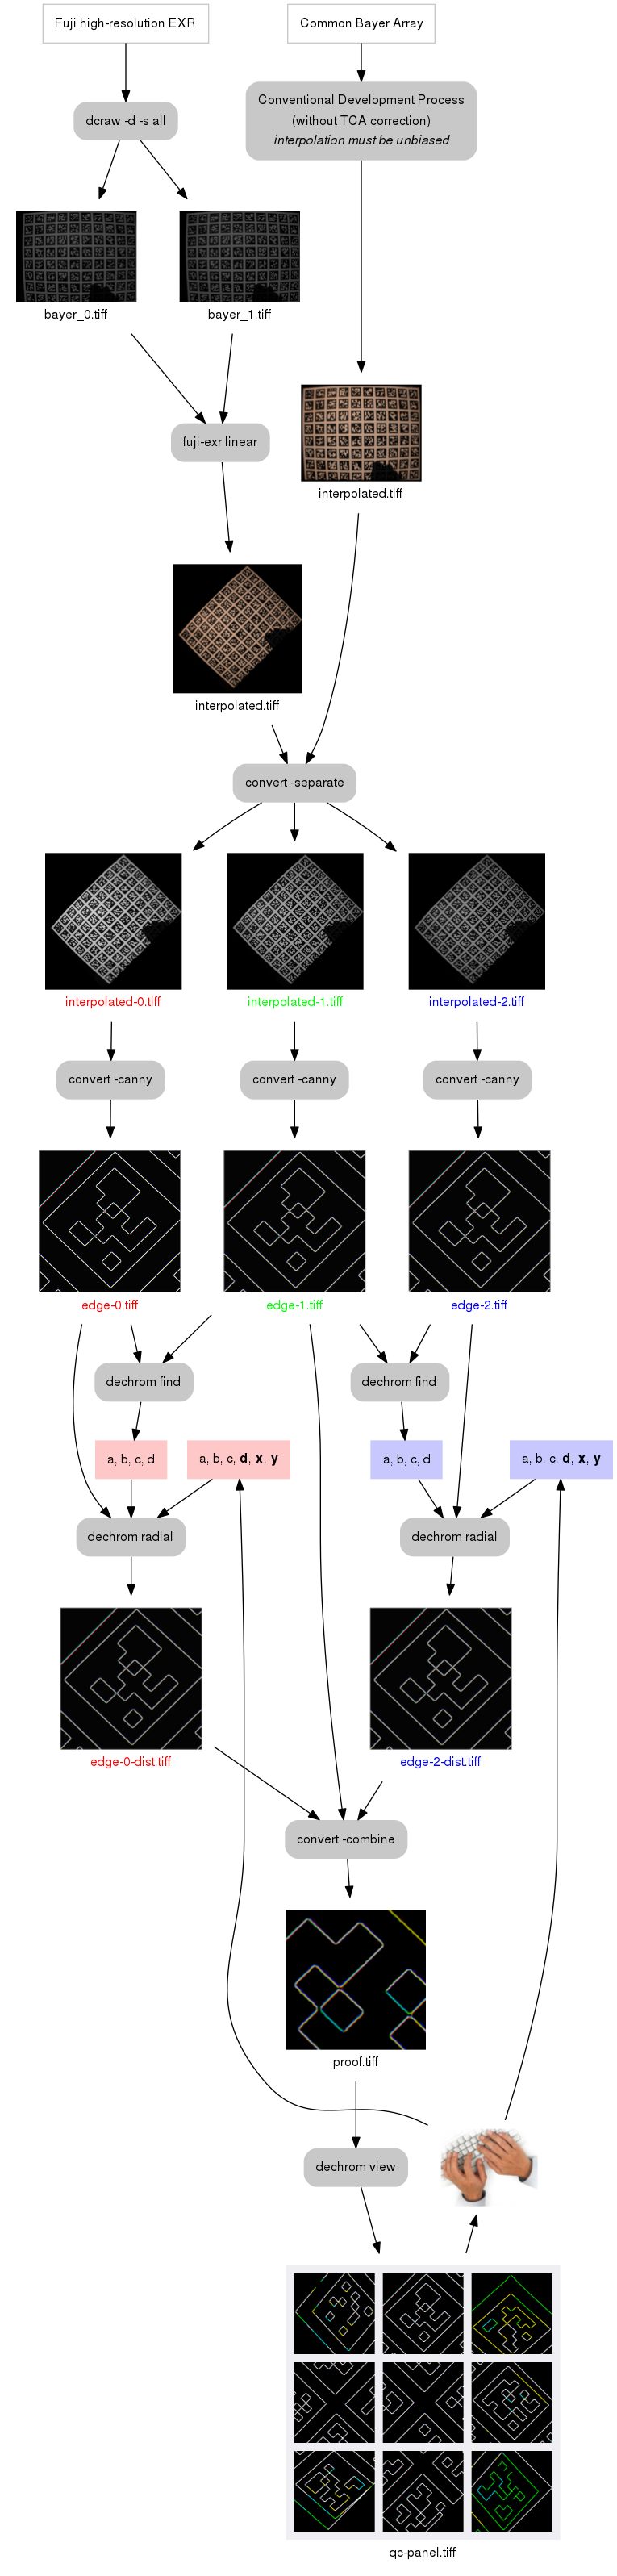 Fuji high-resolution EXR
Common Bayer Array
dcraw -d -s all
Conventional Development Process
(without TCA correction)
interpolation must be unbiased
bayer_0.tiff
bayer_1.tiff
fuji-exr linear
interpolated.tiff
interpolated.tiff
convert -separate
interpolated-0.tiff
interpolated-1.tiff
interpolated-2.tiff
convert -canny
convert -canny
convert -canny
edge-0.tiff
edge-1.tiff
edge-2.tiff
dechrom find
dechrom find
a, b, c, d
a, b, c, d, x, y
a, b, c, d
a, b, c, d, x, y
dechrom radial
dechrom radial
edge-0-dist.tiff
edge-2-dist.tiff
convert -combine
proof.tiff
dechrom view
qc-panel.tiff